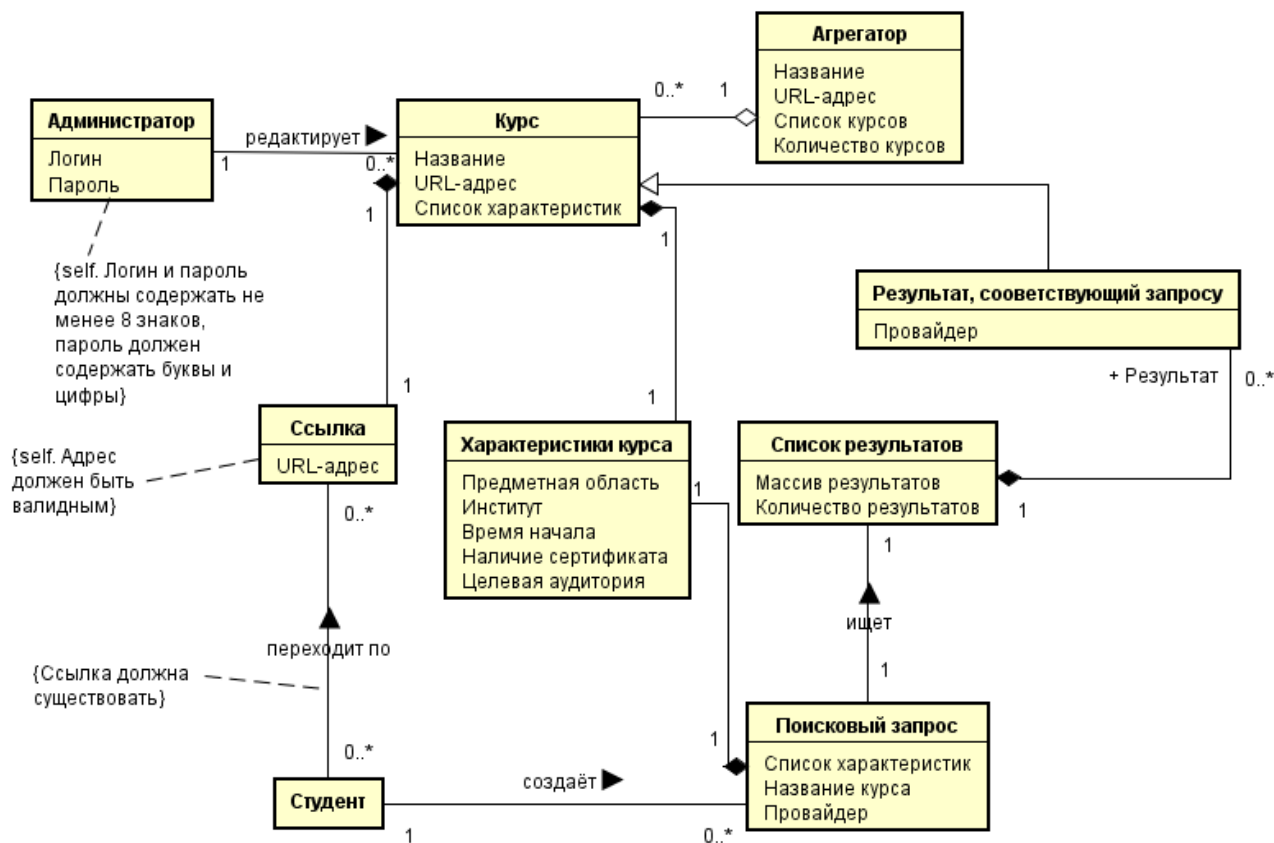 Агрегатор
Название
URL-адрес
Список курсов
Количество курсов
0..*
1
Администратор
Логин
Пароль
редактирует
1
0..*
Курс
Название
URL-адрес
Список характеристик
1
1
{self. Логин и пароль
должны содержать не
менее 8 знаков,
пароль должен
содержать буквы и
цифры}
Результат, сооветствующий запросу
Провайдер
+ Результат
0..*
1
1
Ссылка
URL-адрес
{self. Адрес
должен быть
валидным}
0..*
Характеристики курса
Предметная область
Институт
Время начала
Наличие сертификата
Целевая аудитория
1
Список результатов
Массив результатов
Количество результатов
1
1
ищет
1
переходит по
{Ссылка должна
существовать}
0..*
Студент
создаёт
1
0..*
1
Поисковый запрос
Список характеристик
Название курса
Провайдер